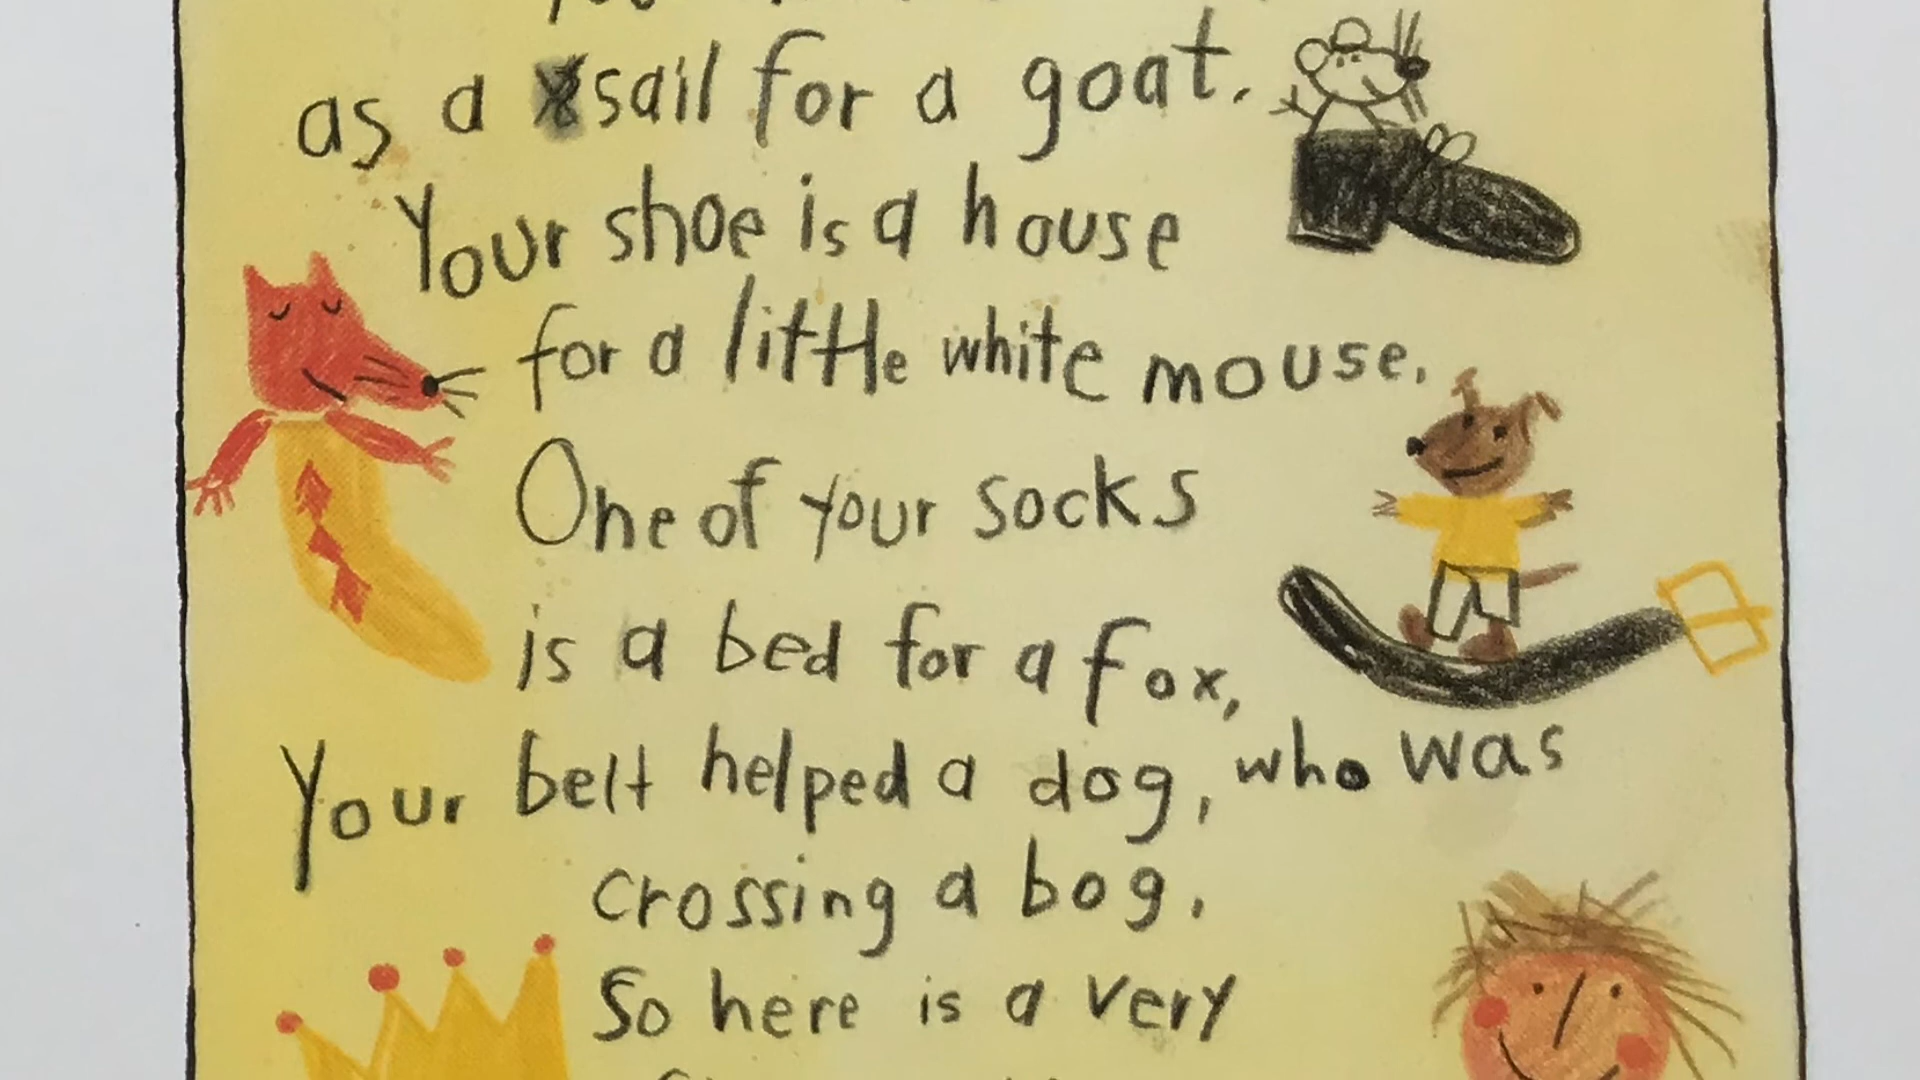 as a sail for a goat.
Your shoe is a house
for a little white mouse.
One of your socks
is a bed for a fox,
Your belt helped a dog, who was
crossing a bog.
So here is a very